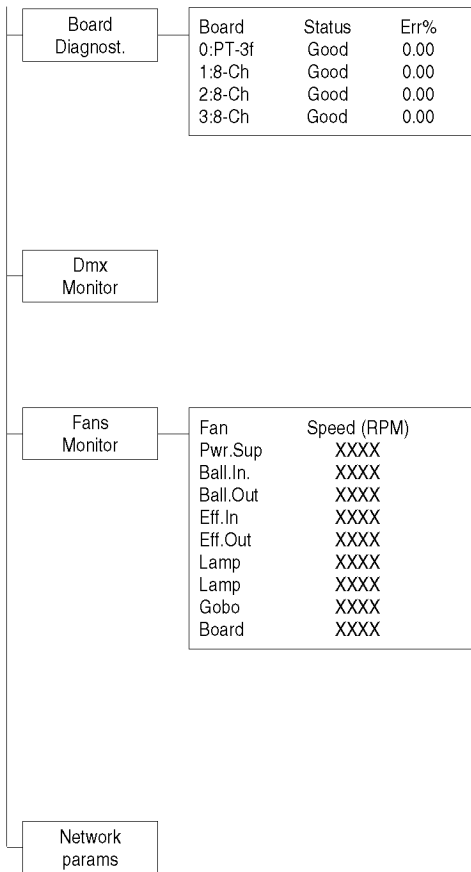 Board
Diagnost.
Board Status Err%
0:PT-3f Good 0.00
1:8-Ch Good 0.00
2:8-Ch Good 0.00
3:8-Ch Good 0.00
Dmx
Monitor
Fans
Monitor
Fan Speed (RPM)
Pwr.Sup XXXX
Ball.In. XXXX
Ball.Out XXXX
Eff.In XXXX
Eff.Out XXXX
Lamp XXXX
Lamp XXXX
Gobo XXXX
Board XXXX
Network
params